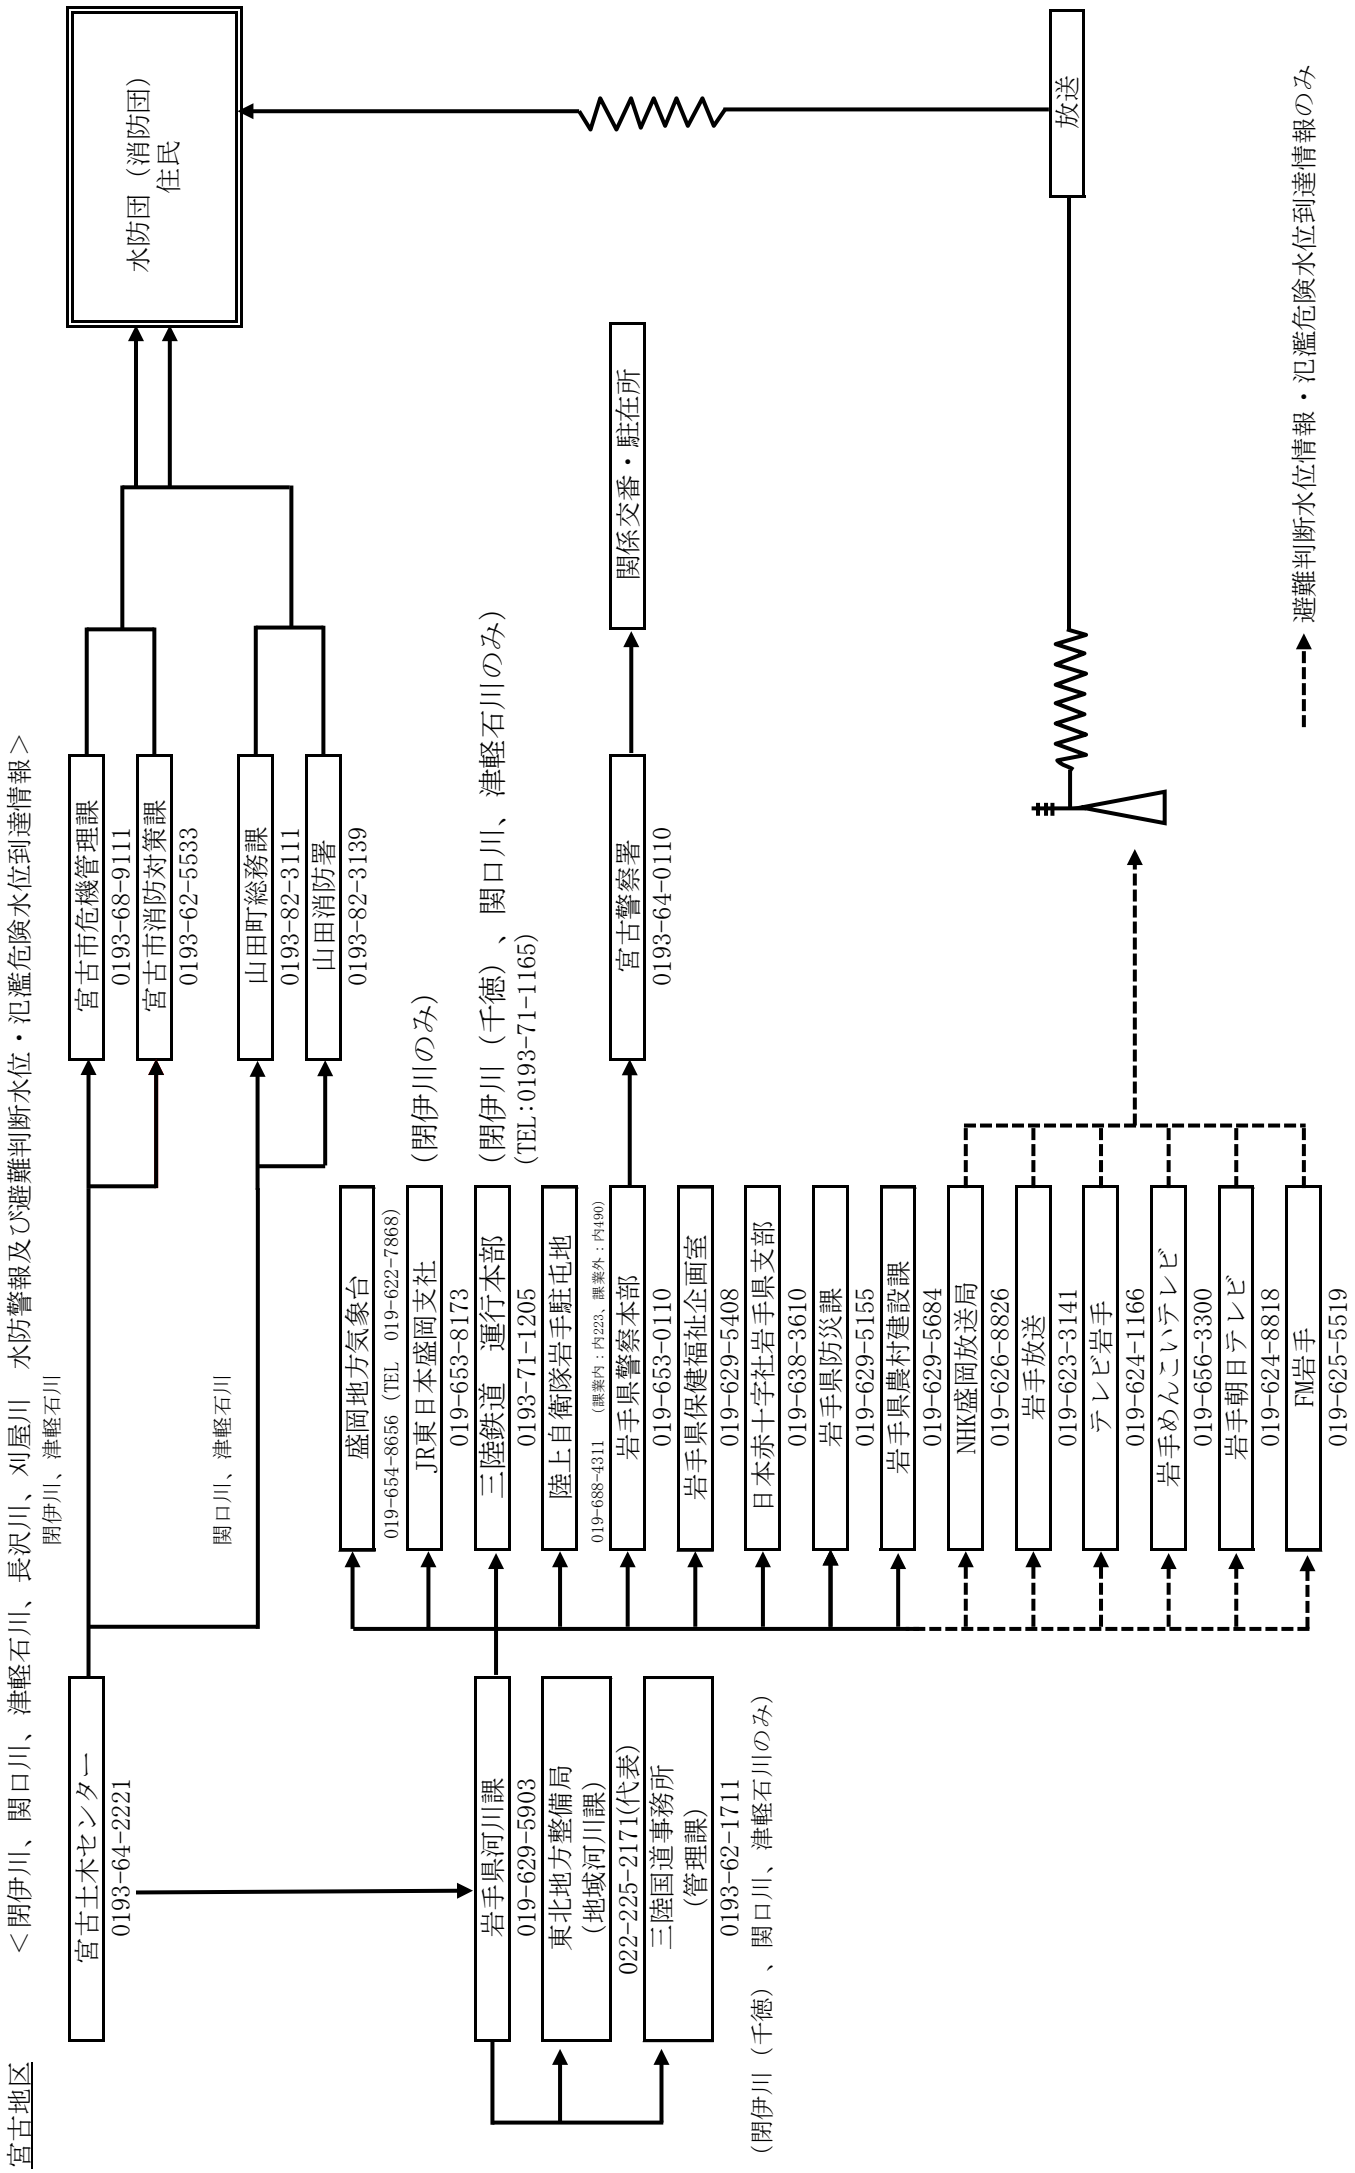 宮古地区
＜閉伊川、関口川、津軽石川、長沢川、刈屋川　水防警報及び避難判断水位・氾濫危険水位到達情報＞
閉伊川、津軽石川
宮古土木センター
0193-64-2221
関口川、津軽石川
宮古市危機管理課
0193-68-9111
宮古市消防対策課
0193-62-5533
山田町総務課
0193-82-3111
山田消防署
0193-82-3139
水防団（消防団）
住民
岩手県河川課
019-629-5903
東北地方整備局
（地域河川課）
022-225-2171(代表)
三陸国道事務所
（管理課）
0193-62-1711
（閉伊川（千徳）、関口川、津軽石川のみ）
盛岡地方気象台
019-654-8656（TEL　019-622-7868）
JR東日本盛岡支社
（閉伊川のみ）
019-653-8173
三陸鉄道　運行本部
（閉伊川（千徳）、関口川、津軽石川のみ）
0193-71-1205
（TEL:0193-71-1165）
陸上自衛隊岩手駐屯地
019-688-4311　（課業内：内223、課業外：内490）
岩手県警察本部
019-653-0110
宮古警察署
0193-64-0110
関係交番・駐在所
岩手県保健福祉企画室
019-629-5408
日本赤十字社岩手県支部
019-638-3610
岩手県防災課
019-629-5155
岩手県農村建設課
019-629-5684
NHK盛岡放送局
019-626-8826
岩手放送
019-623-3141
テレビ岩手
019-624-1166
岩手めんこいテレビ
019-656-3300
岩手朝日テレビ
019-624-8818
FM岩手
019-625-5519
放送
避難判断水位情報・氾濫危険水位到達情報のみ